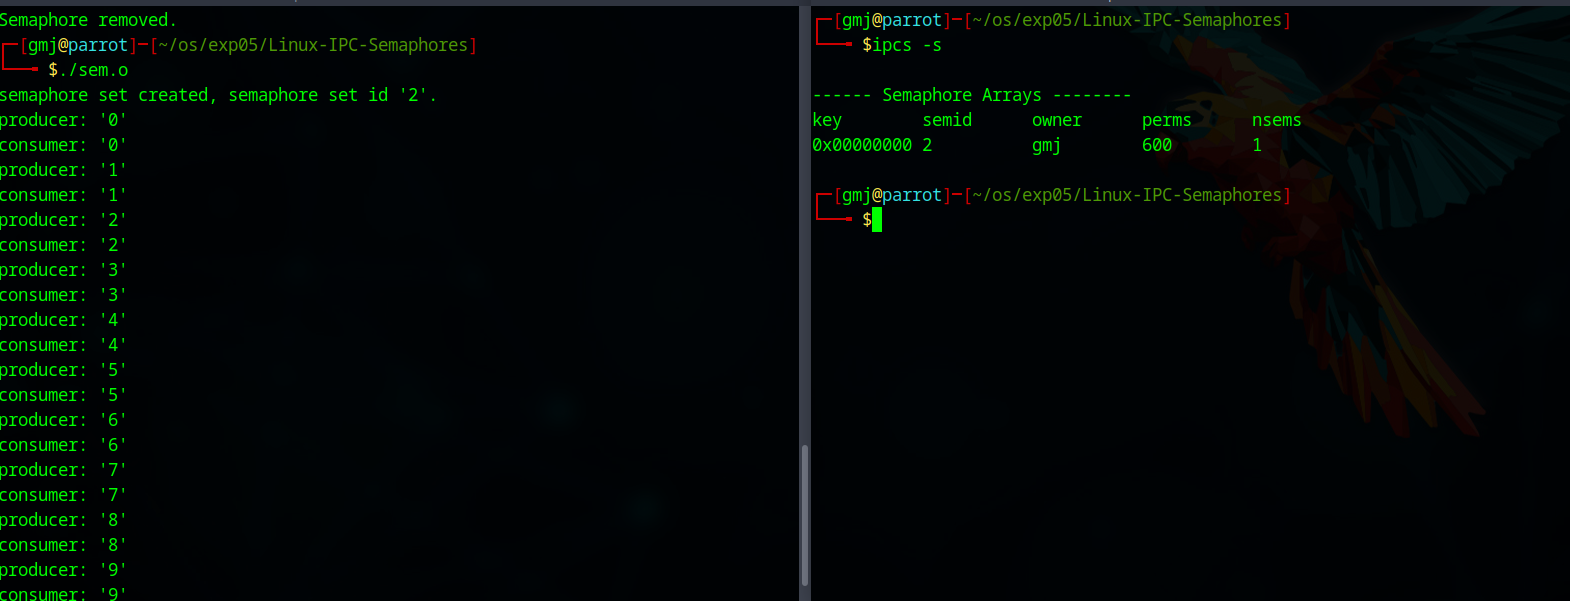 Semaphore removed.
[gmj@parrot]-[~/os/exp05/Linux-IPC-Semaphores]
$./sem.o
semaphore set created, semaphore set id '2'.
producer: '0'
consumer: '0'
producer: '1'
consumer: '1'
producer: '2'
consumer: '2'
producer: '3'
consumer: '3'
producer: '4'
consumer: '4'
producer: '5'
consumer: '5'
producer: '6'
consumer: '6'
producer: '7'
consumer: '7'
producer: '8'
consumer: '8'
producer: '9'
consumer: '9'
[gmj@parrot]-[~/os/exp05/Linux-IPC-Semaphores]
$ipcs -s
------ Semaphore Arrays --------
key semid owner perms nsems
0x00000000 2 gmj 600 1
[gmj@parrot]-[~/os/exp05/Linux-IPC-Semaphores]
$